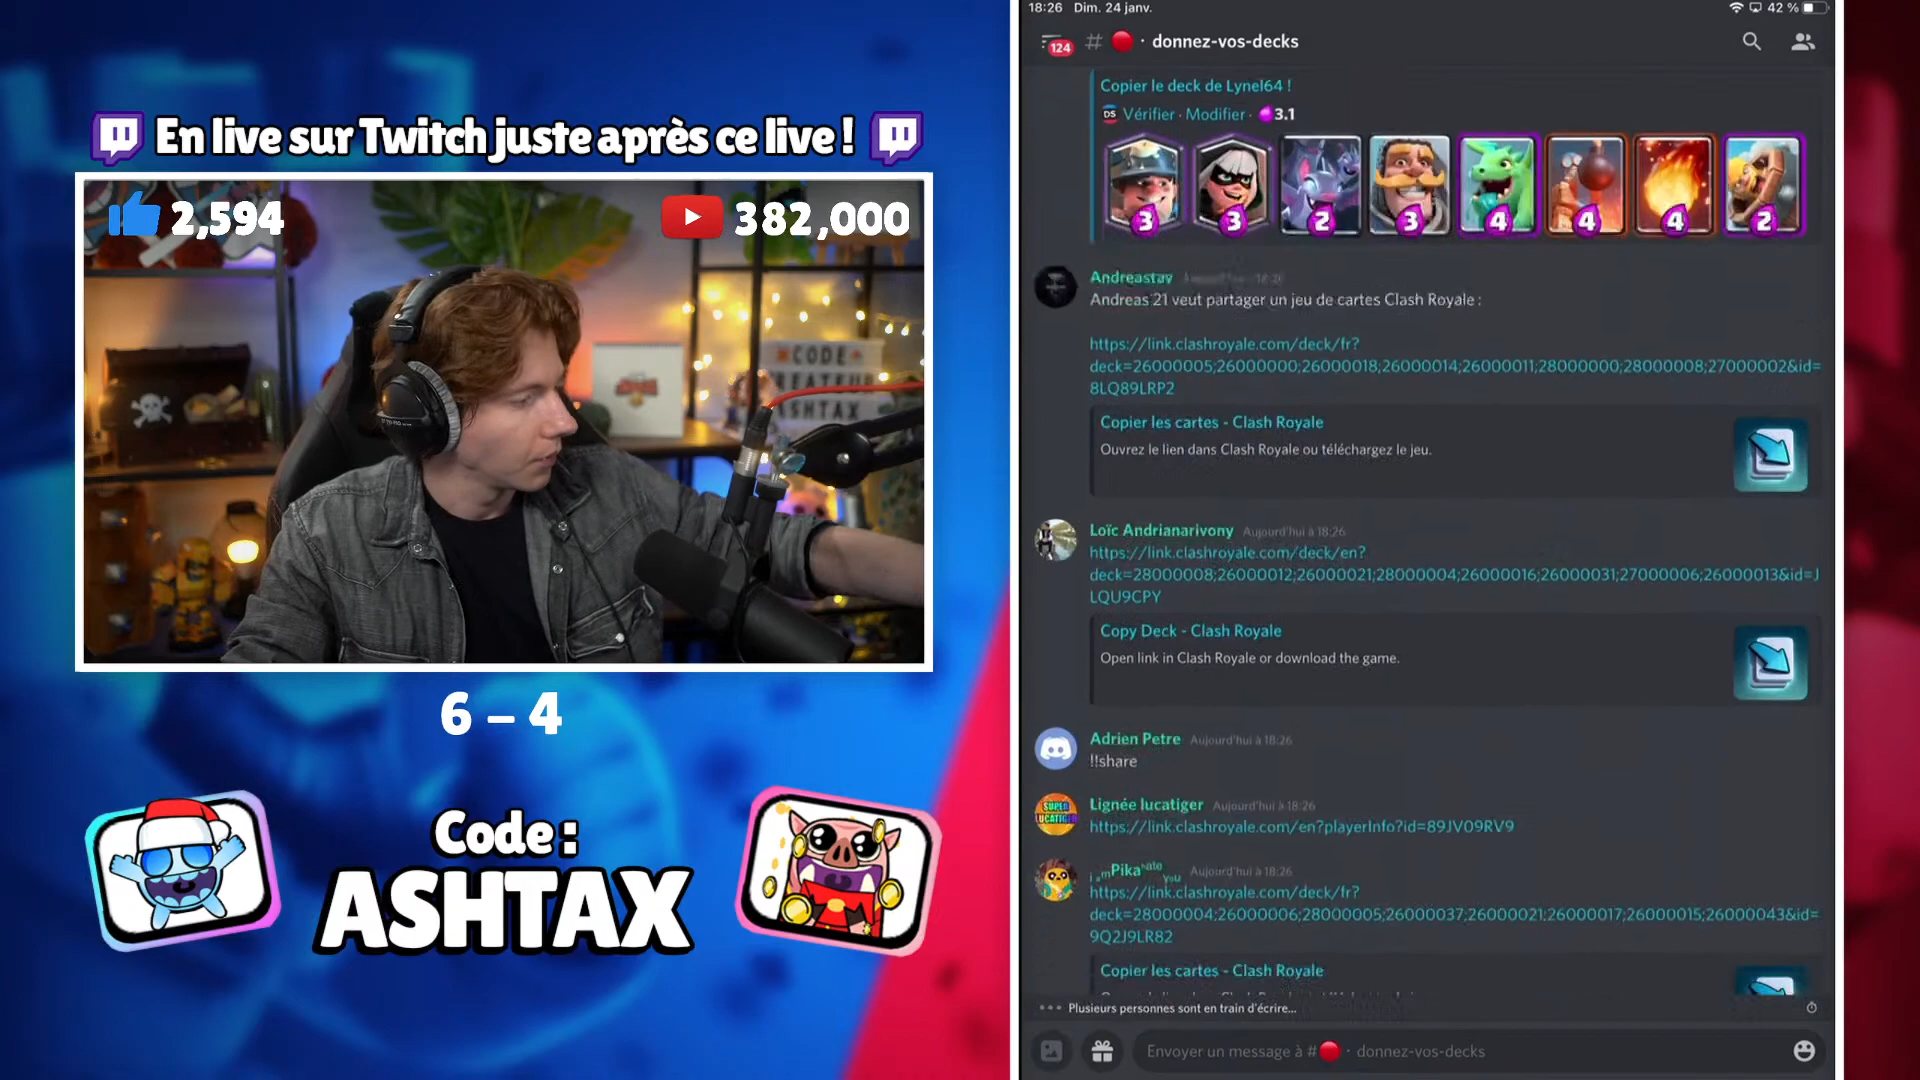 En live sur Twitch juste après ce live !
2,594
382,000
CODE
CREATEUR
ASHTAX
6 – 4
Code :
ASHTAX
18:26 Dim. 24 janv.
42 %
124
# · donnez-vos-decks
Copier le deck de Lynel64 !
DS Vérifier · Modifier · 3.1
3 3 2 3 4 4 4 2
Andreastay
Andreas 21 veut partager un jeu de cartes Clash Royale :
https://link.clashroyale.com/deck/fr?
deck=26000005;26000000;26000018;26000014;26000011;28000000;28000008;27000002&id=
8LQ89LRP2
Copier les cartes - Clash Royale
Ouvrez le lien dans Clash Royale ou téléchargez le jeu.
Loïc Andrianarivony Aujourd'hui à 18:26
https://link.clashroyale.com/deck/en?
deck=28000008;26000012;26000021;28000004;26000016;26000031;27000006;26000013&id=J
LQU9CPY
Copy Deck - Clash Royale
Open link in Clash Royale or download the game.
Adrien Petre Aujourd'hui à 18:26
!!share
SUPER
LUCATIGER
Lignée lucatiger Aujourd'hui à 18:26
https://link.clashroyale.com/en?playerInfo?id=89JV09RV9
i am Pika Aujourd'hui à 18:26
https://link.clashroyale.com/deck/fr?
deck=28000004;26000006;28000005;26000037;26000021;26000017;26000015;26000043&id=
9Q2J9LR82
Copier les cartes - Clash Royale
Plusieurs personnes sont en train d'écrire...
Envoyer un message à # · donnez-vos-decks